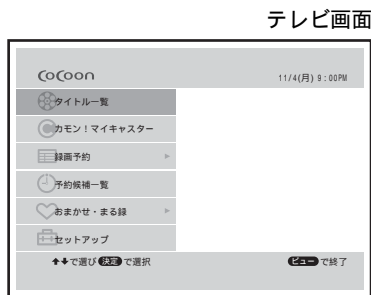 テレビ画面
CoCoon
11/4(月) 9:00PM
タイトル一覧
カモン!マイキャスター
録画予約
予約候補一覧
おまかせ・まる録
セットアップ
↑↓で選び 決定 で選択
ビュー で終了